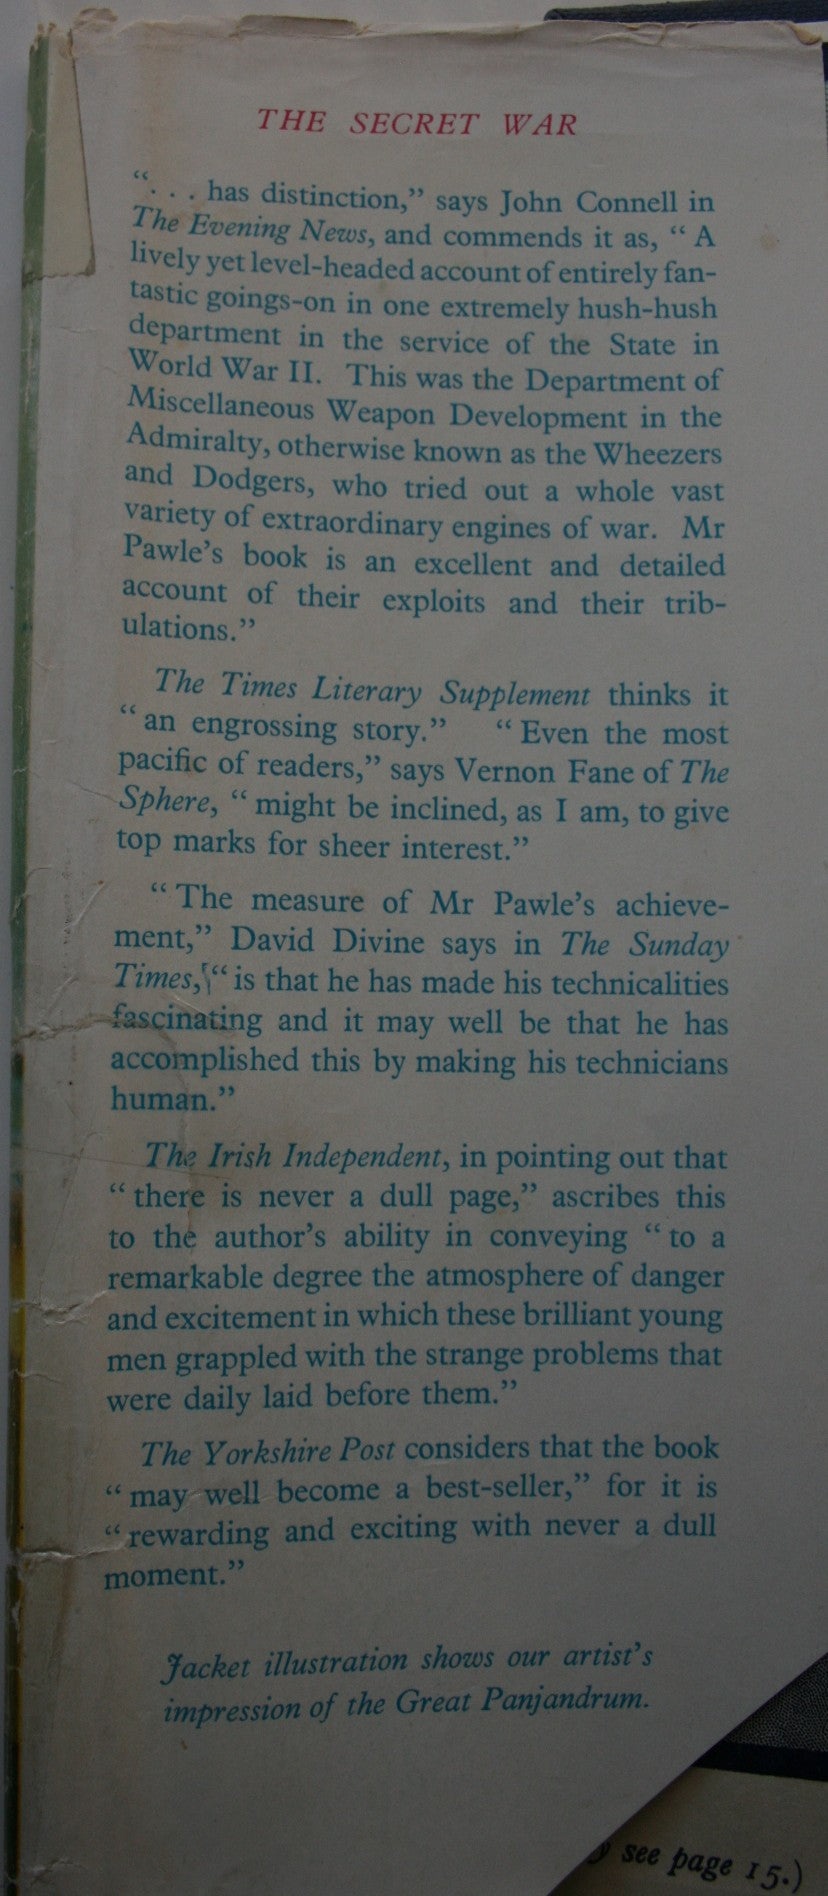 THE SECRET WAR
“. . . has distinction,” says John Connell in
The Evening News, and commends it as, “ A
lively yet level-headed account of entirely fan-
tastic goings-on in one extremely hush-hush
department in the service of the State in
World War II. This was the Department of
Miscellaneous Weapon Development in the
Admiralty, otherwise known as the Wheezers
and Dodgers, who tried out a whole vast
variety of extraordinary engines of war. Mr
Pawle’s book is an excellent and detailed
account of their exploits and their trib-
ulations.”
The Times Literary Supplement thinks it
“ an engrossing story.” “ Even the most
pacific of readers,” says Vernon Fane of The
Sphere, “ might be inclined, as I am, to give
top marks for sheer interest.”
“ The measure of Mr Pawle’s achieve-
ment,” David Divine says in The Sunday
Times, “ is that he has made his technicalities
fascinating and it may well be that he has
accomplished this by making his technicians
human.”
The Irish Independent, in pointing out that
“ there is never a dull page,” ascribes this
to the author’s ability in conveying “ to a
remarkable degree the atmosphere of danger
and excitement in which these brilliant young
men grappled with the strange problems that
were daily laid before them.”
The Yorkshire Post considers that the book
“ may well become a best-seller,” for it is
“ rewarding and exciting with never a dull
moment.”
Jacket illustration shows our artist’s
impression of the Great Panjandrum.
see page 15.)